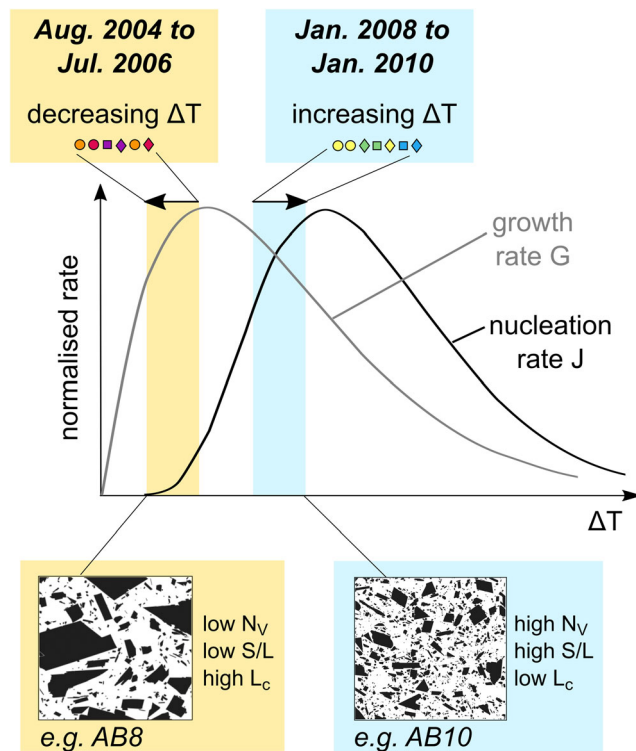 Aug. 2004 to
Jul. 2006
decreasing ΔT
Jan. 2008 to
Jan. 2010
increasing ΔT
normalised rate
growth
rate G
nucleation
rate J
ΔT
low N_V
low S/L
high L_c
e.g. AB8
high N_V
high S/L
low L_c
e.g. AB10